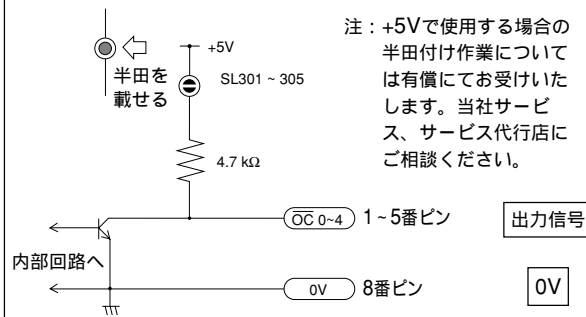 半田を
載せる
+5V
SL301 ~ 305
4.7 kΩ
注：+5Vで使用する場合の
半田付け作業について
は有償にてお受けいた
します。当社サービ
ス、サービス代行店に
ご相談ください。
O̅C̅ 0~4
1~5番ピン
出力信号
内部回路へ
0V
8番ピン
0V